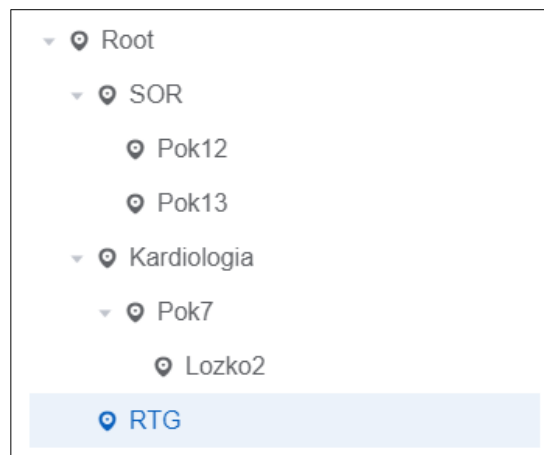 Root
SOR
Pok12
Pok13
Kardiologia
Pok7
Lozko2
RTG